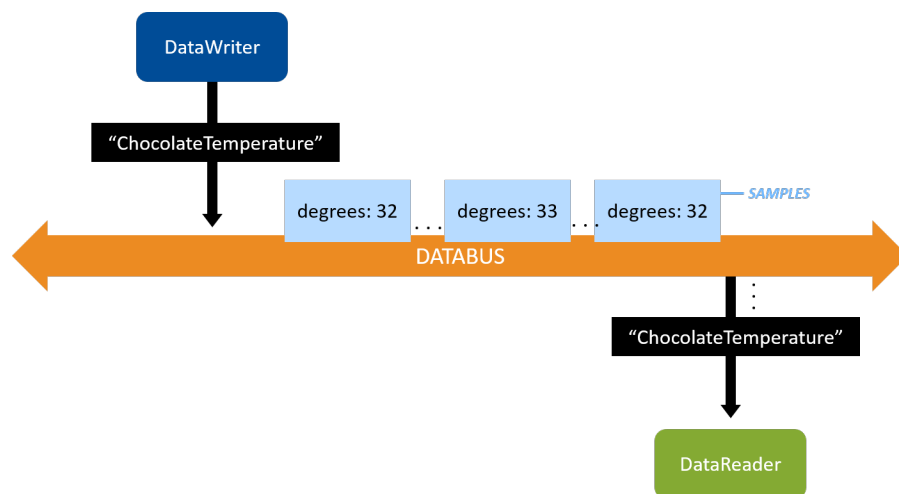 DataWriter
“ChocolateTemperature”
SAMPLES
degrees: 32 ... degrees: 33 ... degrees: 32
DATABUS
“ChocolateTemperature”
DataReader